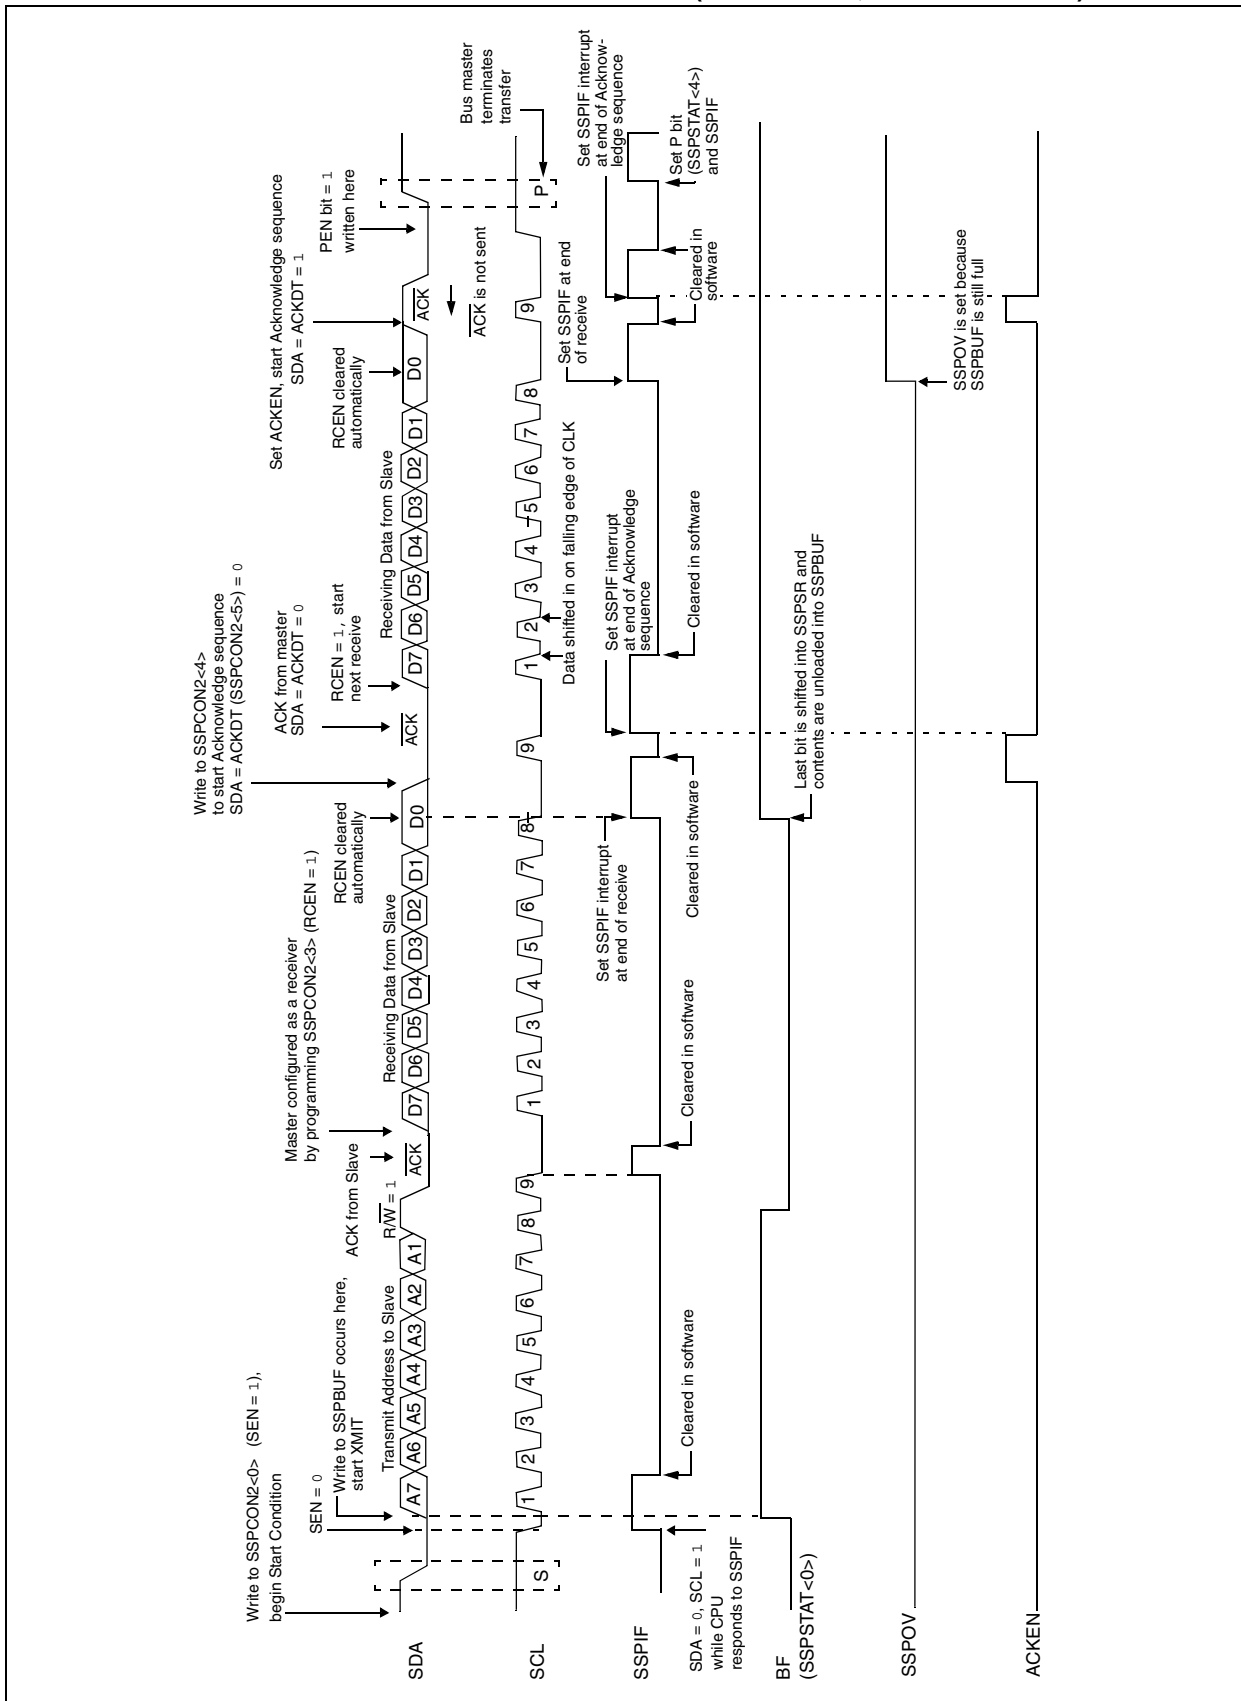 Write to SSPCON2<0> (SEN = 1),
begin Start Condition
SEN = 0
Write to SSPBUF occurs here,
start XMIT
Transmit Address to Slave
R/W = 1
ACK from Slave
Master configured as a receiver
by programming SSPCON2<3> (RCEN = 1)
Receiving Data from Slave
RCEN cleared
automatically
Write to SSPCON2<4>
to start Acknowledge sequence
SDA = ACKDT (SSPCON2<5>) = 0
ACK from master
SDA = ACKDT = 0
RCEN = 1, start
next receive
Receiving Data from Slave
RCEN cleared
automatically
Set ACKEN, start Acknowledge sequence
SDA = ACKDT = 1
PEN bit = 1
written here
SDA
A7 A6 A5 A4 A3 A2 A1 ACK D7 D6 D5 D4 D3 D2 D1 D0 ACK D7 D6 D5 D4 D3 D2 D1 D0 ACK
ACK is not sent
Bus master
terminates
transfer
SCL
S 1 2 3 4 5 6 7 8 9 1 2 3 4 5 6 7 8 9 1 2 3 4 5 6 7 8 9 P
Data shifted in on falling edge of CLK
Set SSPIF interrupt
at end of receive
Set SSPIF interrupt
at end of Acknowledge
sequence
Set SSPIF at end
of receive
Set SSPIF interrupt
at end of Acknow-
ledge sequence
SSPIF
SDA = 0, SCL = 1
while CPU
responds to SSPIF
Cleared in software
Cleared in software
Cleared in software
Cleared in software
Cleared in
software
Set P bit
(SSPSTAT<4>)
and SSPIF
BF
(SSPSTAT<0>)
Last bit is shifted into SSPSR and
contents are unloaded into SSPBUF
SSPOV
SSPOV is set because
SSPBUF is still full
ACKEN